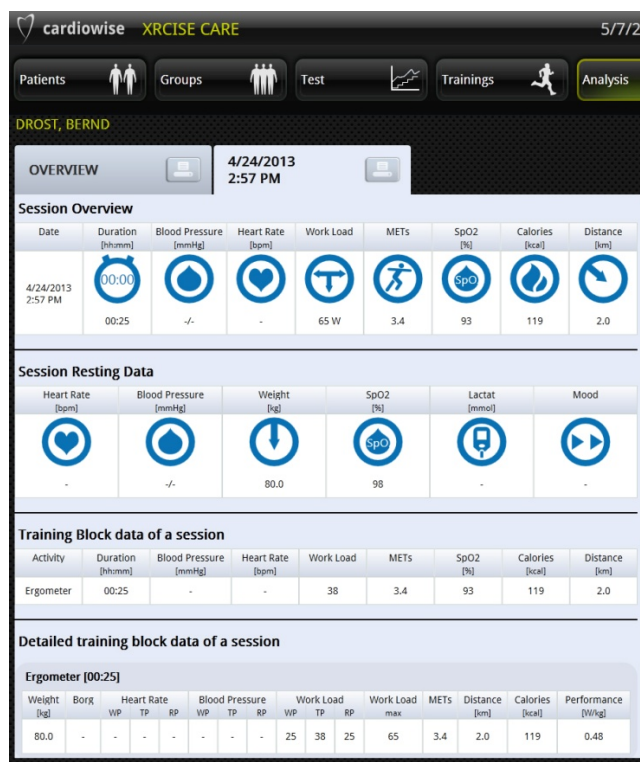 cardiowise XRCISE CARE 5/7/2
Patients Groups Test Trainings Analysis
DROST, BERND
OVERVIEW 4/24/2013
2:57 PM
Session Overview
Date Duration Blood Pressure Heart Rate Work Load METs SpO2 Calories Distance
[hh:mm] [mmHg] [bpm] [%] [kcal] [km]
00:00 SpO
4/24/2013
2:57 PM
00:25 -/- - 65 W 3.4 93 119 2.0
Session Resting Data
Heart Rate Blood Pressure Weight SpO2 Lactat Mood
[bpm] [mmHg] [kg] [%] [mmol]
SpO
- -/- 80.0 98 - -
Training Block data of a session
Activity Duration Blood Pressure Heart Rate Work Load METs SpO2 Calories Distance
[hh:mm] [mmHg] [bpm] [%] [kcal] [km]
Ergometer 00:25 - - 38 3.4 93 119 2.0
Detailed training block data of a session
Ergometer [00:25]
Weight Borg Heart Rate Blood Pressure Work Load Work Load METs Distance Calories Performance
[kg] WP TP RP WP TP RP WP TP RP max [km] [kcal] [W/kg]
80.0 - - - - - - - 25 38 25 65 3.4 2.0 119 0.48